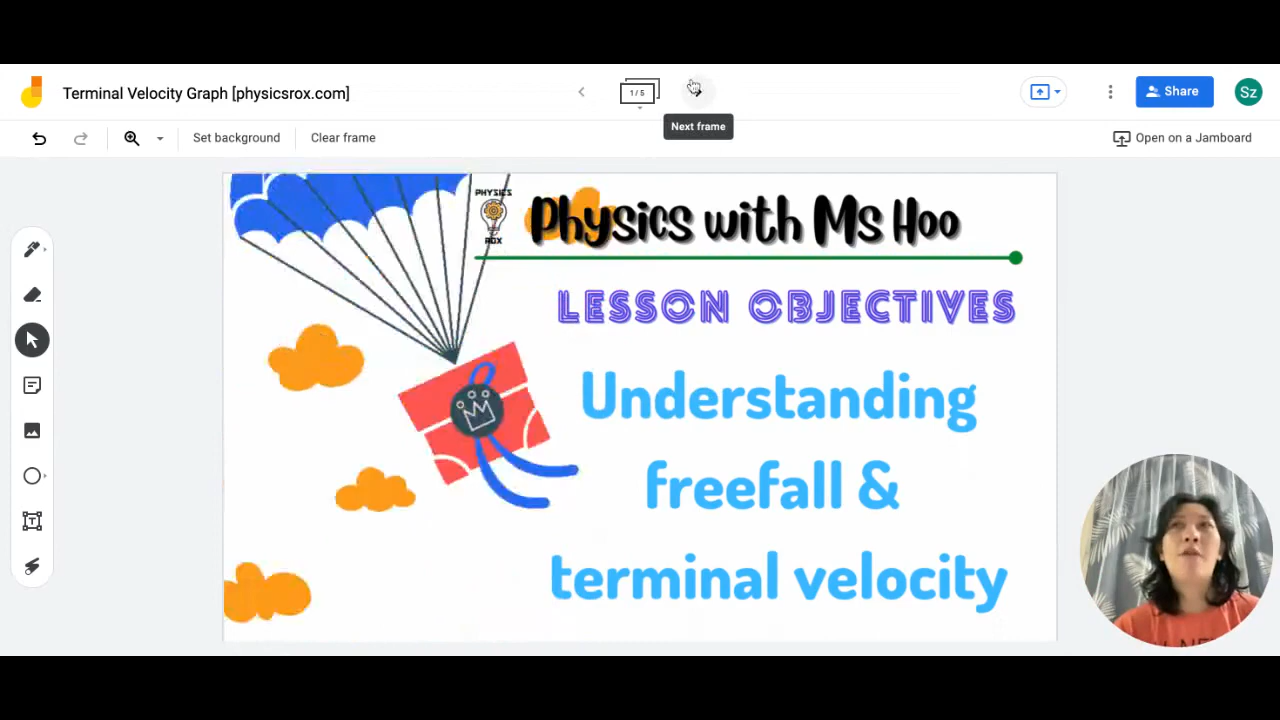 Terminal Velocity Graph [physicsrox.com]
1 / 5
Share
Sz
Next frame
Set background
Clear frame
Open on a Jamboard
PHYSICS
ROX
Physics with Ms Hoo
LESSON OBJECTIVES
Understanding
freefall &
terminal velocity